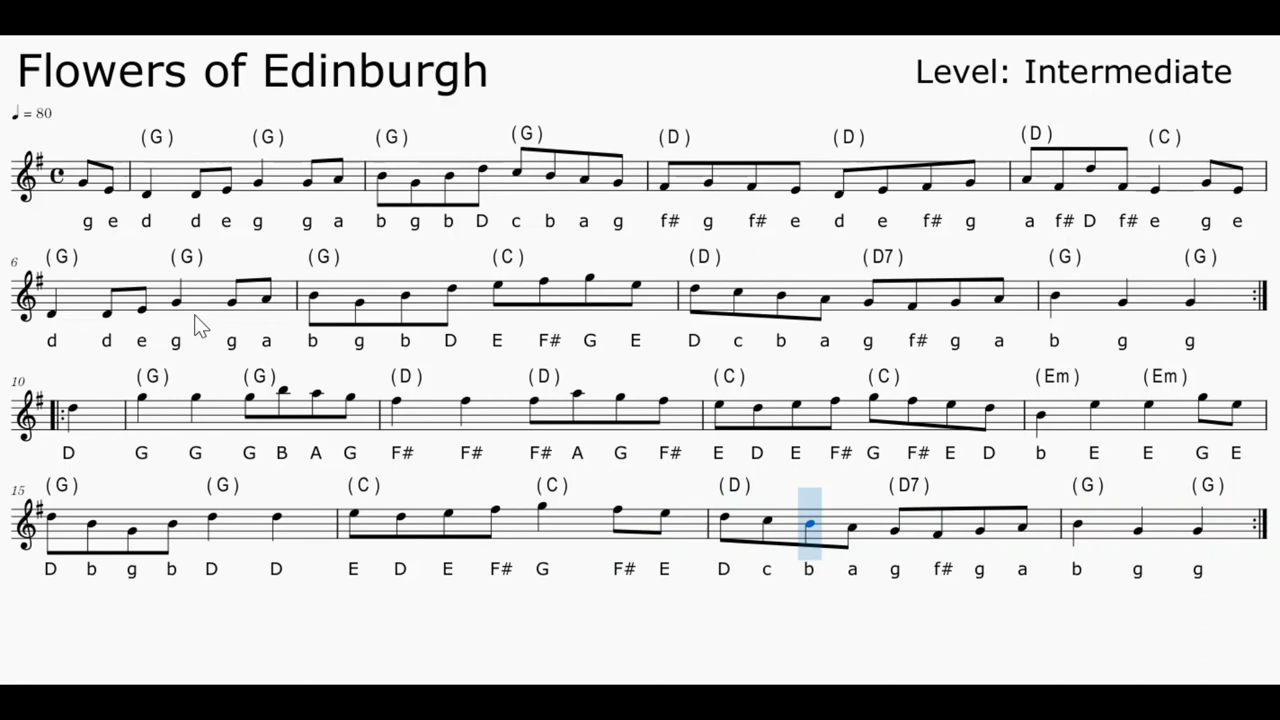 Flowers of Edinburgh Level: Intermediate
♩ = 80
(G) (G) (G) (G) (D) (D) (D) (C)
g e d d e g g a b g b D c b a g f# g f# e d e f# g a f# D f# e g e
6 (G) (G) (G) (C) (D) (D7) (G) (G)
d d e g g a b g b D E F# G E D c b a g f# g a b g g
10 (G) (G) (D) (D) (C) (C) (Em) (Em)
D G G G B A G F# F# F# A G F# E D E F# G F# E D b E E G E
15 (G) (G) (C) (C) (D) (D7) (G) (G)
D b g b D D E D E F# G F# E D c b a g f# g a b g g